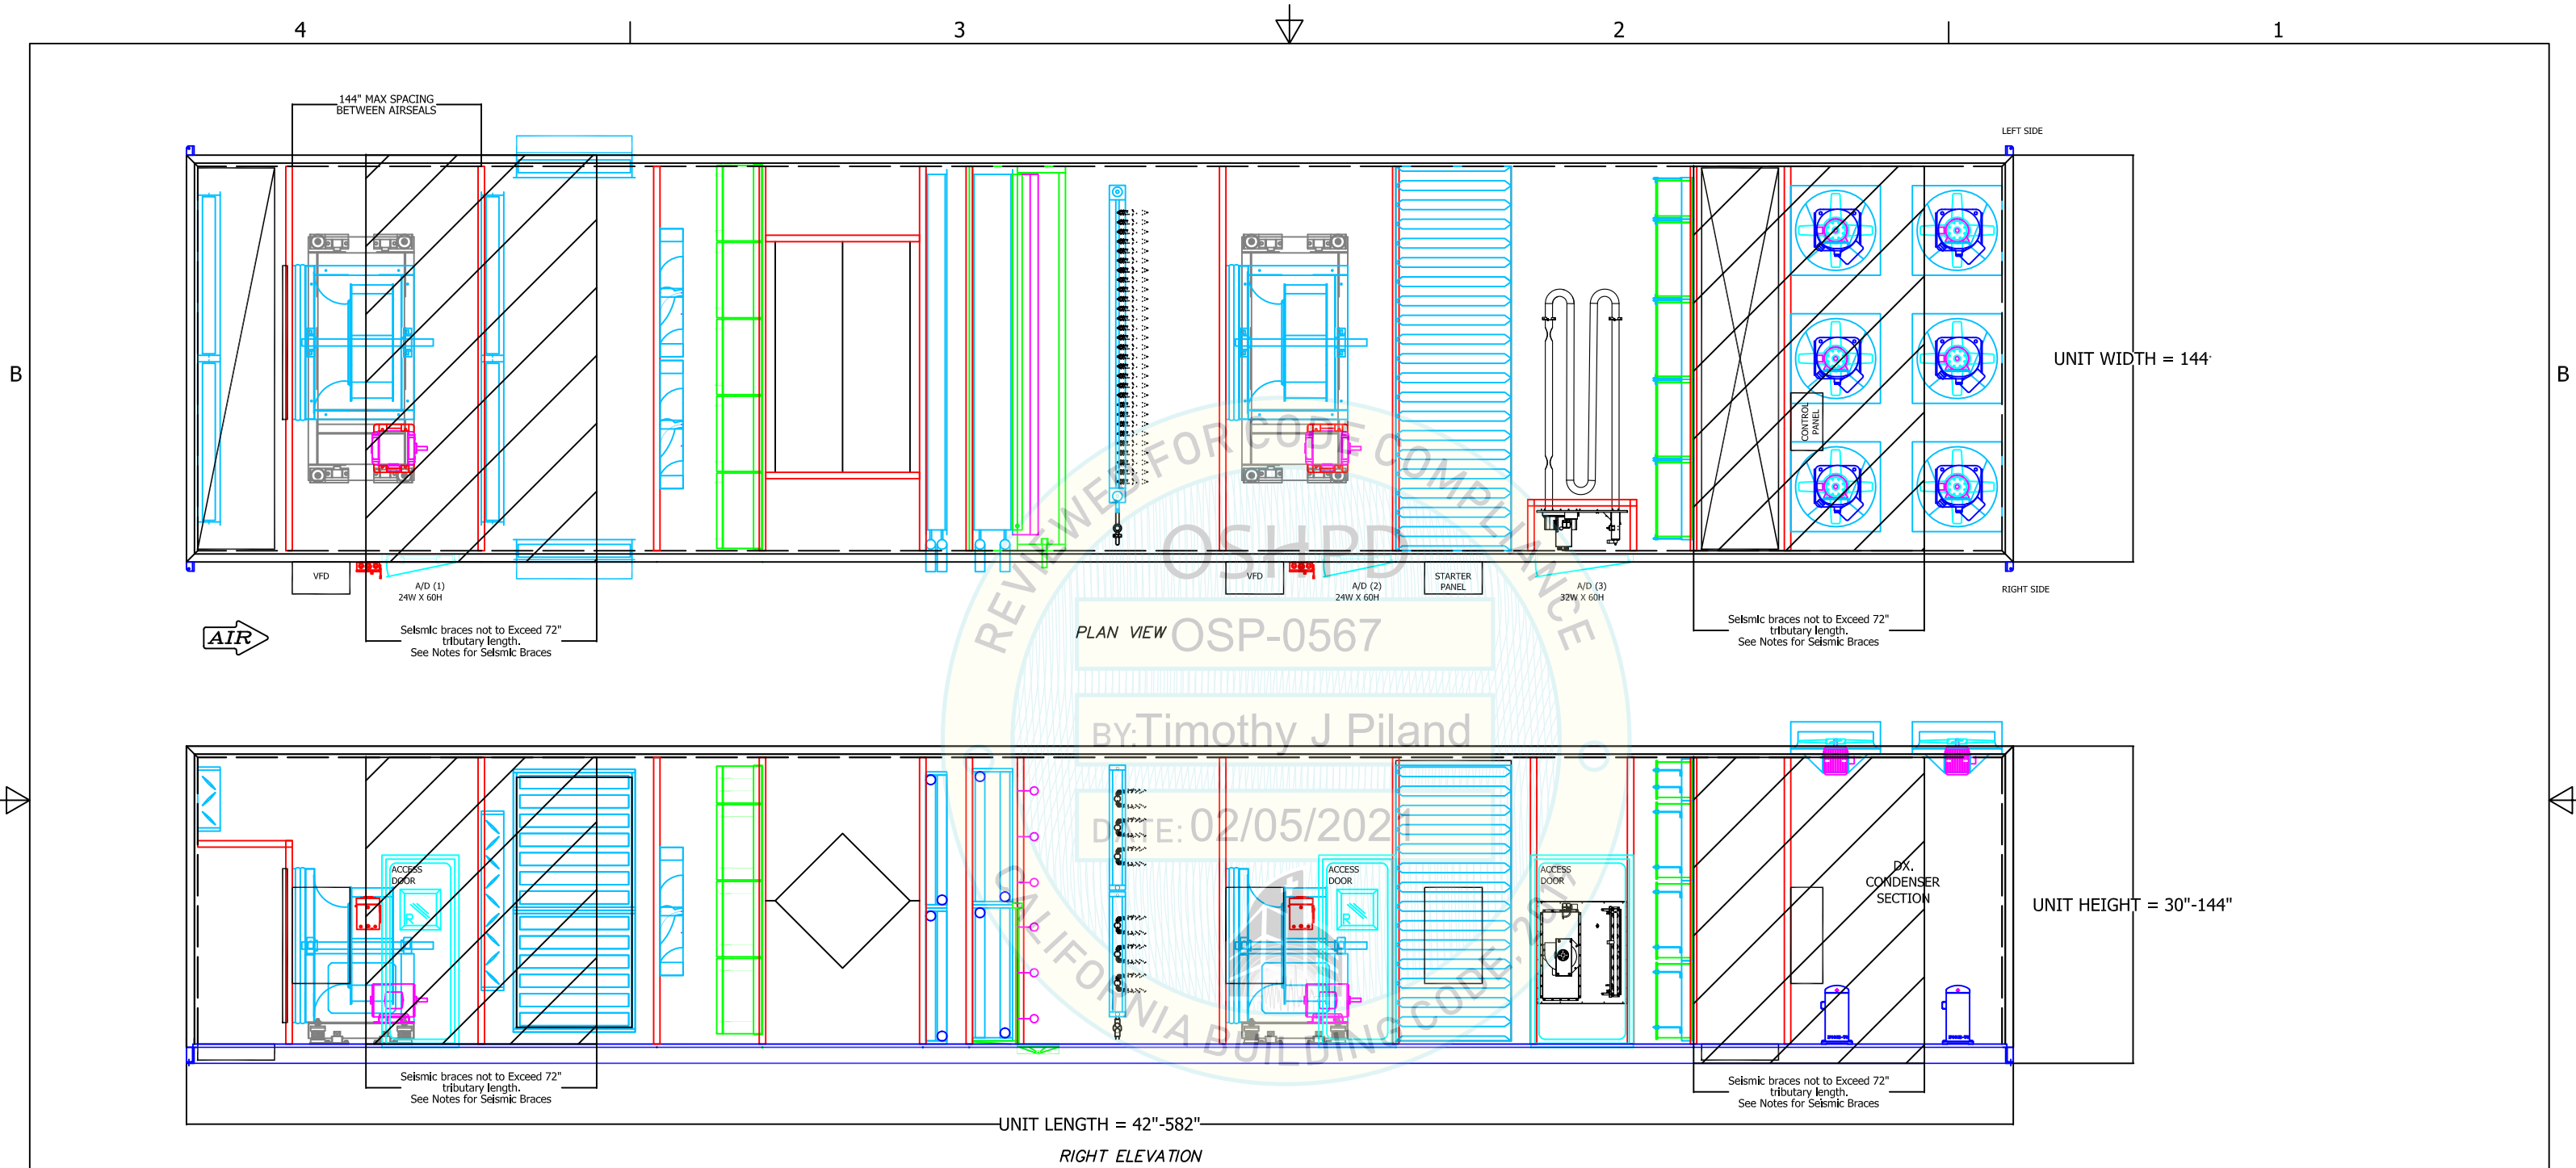 4
3
2
1
144" MAX SPACING
BETWEEN AIRSEALS
LEFT SIDE
B
B
UNIT WIDTH = 144
CONTROL
PANEL
VFD
A/D (1)
24W X 60H
VFD
A/D (2)
24W X 60H
STARTER
PANEL
A/D (3)
32W X 60H
RIGHT SIDE
AIR
Seismic braces not to Exceed 72"
tributary length.
See Notes for Seismic Braces
PLAN VIEW
Seismic braces not to Exceed 72"
tributary length.
See Notes for Seismic Braces
REVIEWED FOR CODE COMPLIANCE
OSHPD
OSP-0567
BY: Timothy J Piland
DATE: 02/05/2021
CALIFORNIA BUILDING CODE, 2017
ACCESS
DOOR
R
ACCESS
DOOR
R
ACCESS
DOOR
DX.
CONDENSER
SECTION
UNIT HEIGHT = 30"-144"
Seismic braces not to Exceed 72"
tributary length.
See Notes for Seismic Braces
Seismic braces not to Exceed 72"
tributary length.
See Notes for Seismic Braces
UNIT LENGTH = 42"-582"
RIGHT ELEVATION